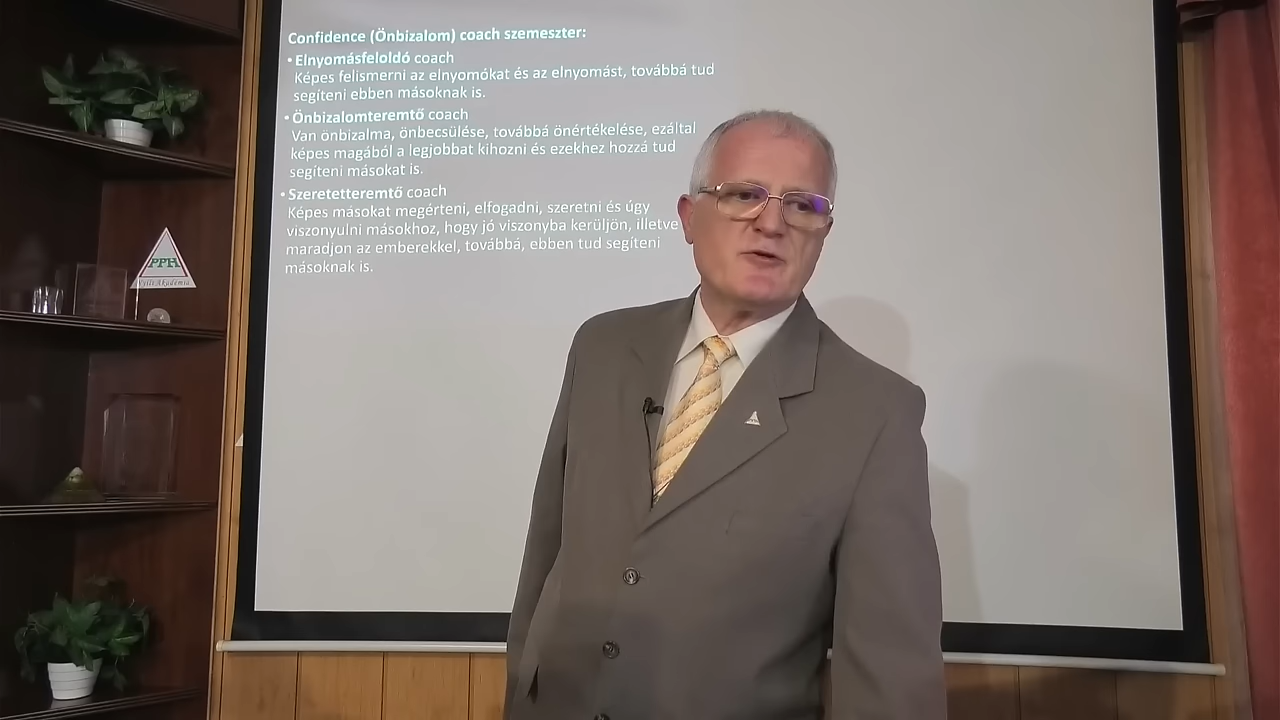 Confidence (Önbizalom) coach szemeszter:
• Elnyomásfeloldó coach
Képes felismerni az elnyomókat és az elnyomást, továbbá tud
segíteni ebben másoknak is.
• Önbizalomteremtő coach
Van önbizalma, önbecsülése, továbbá önértékelése, ezáltal
képes magából a legjobbat kihozni és ezekhez hozzá tud
segíteni másokat is.
• Szeretetteremtő coach
Képes másokat megérteni, elfogadni, szeretni és úgy
viszonyulni másokhoz, hogy jó viszonyba kerüljön, illetve
maradjon az emberekkel, továbbá, ebben tud segíteni
másoknak is.
PPH
Nyílt Akadémia